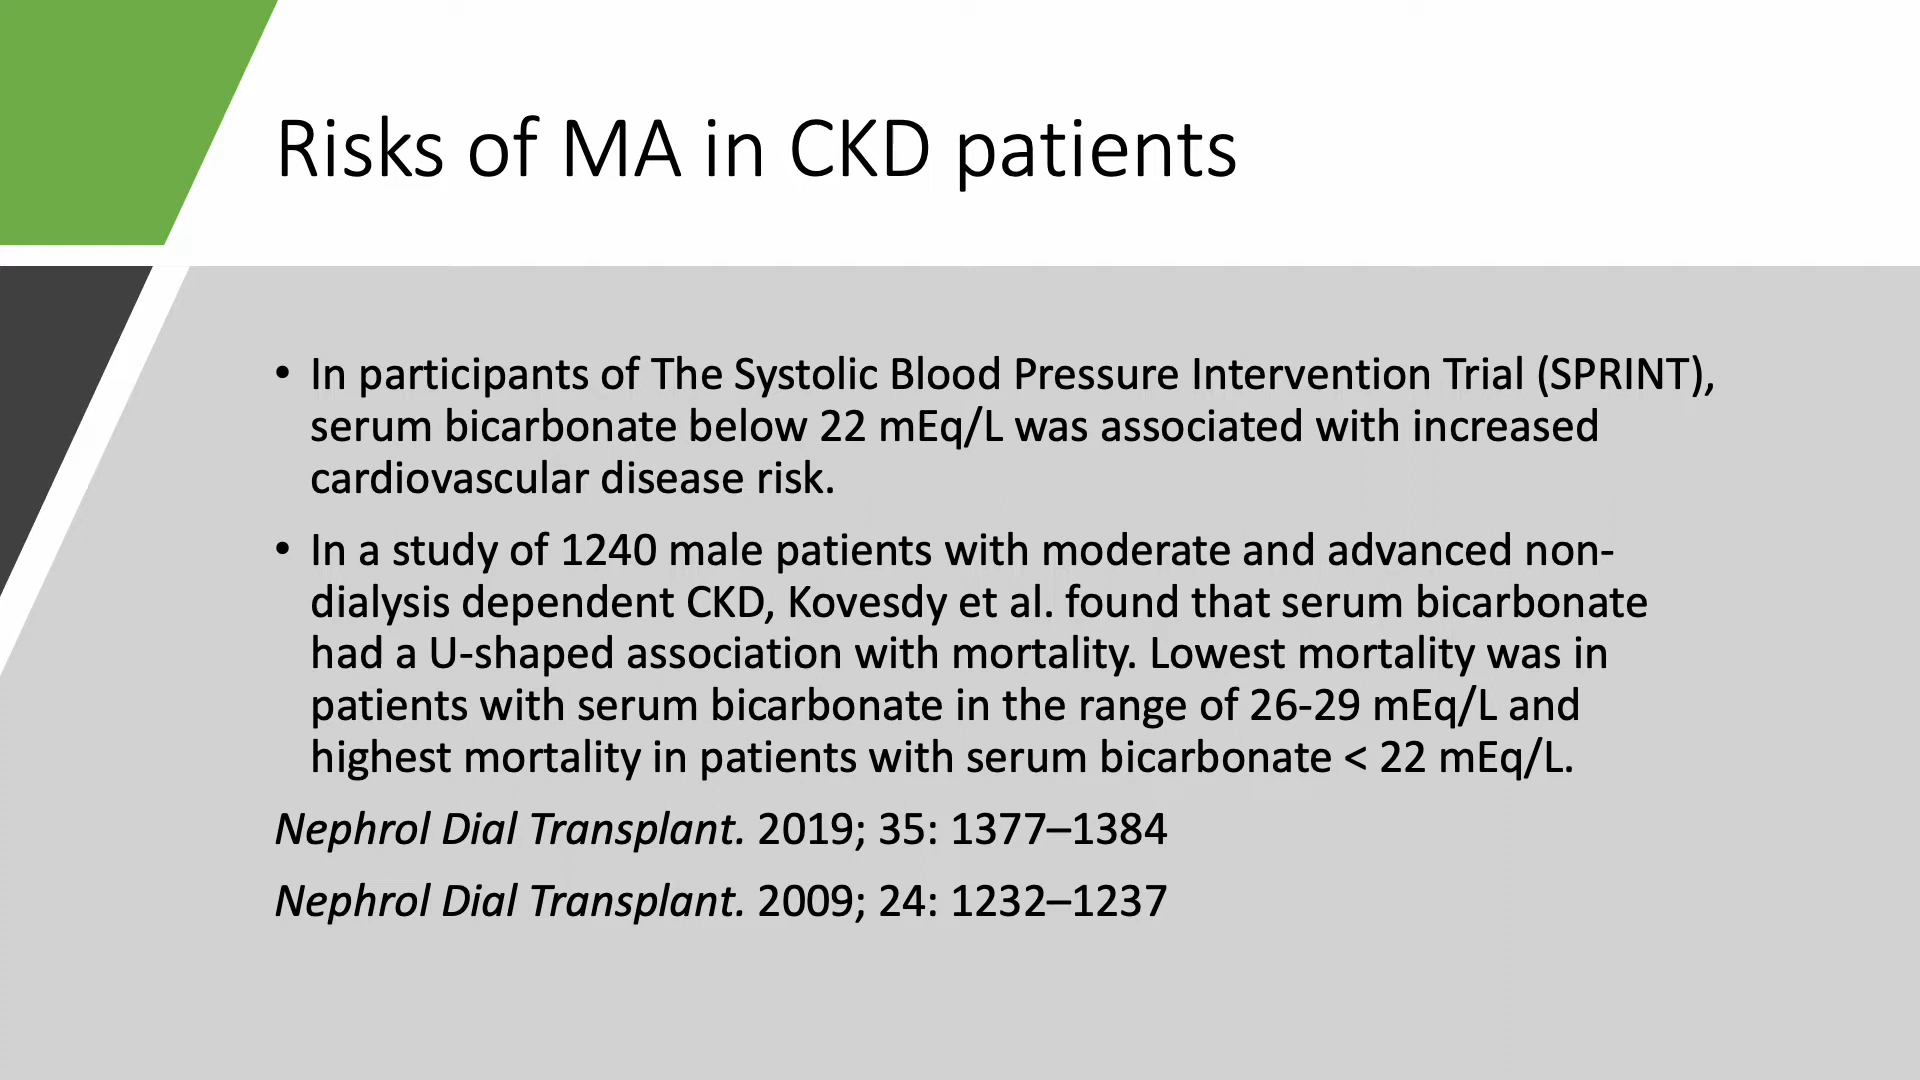 Risks of MA in CKD patients
• In participants of The Systolic Blood Pressure Intervention Trial (SPRINT),
serum bicarbonate below 22 mEq/L was associated with increased
cardiovascular disease risk.
• In a study of 1240 male patients with moderate and advanced non-
dialysis dependent CKD, Kovesdy et al. found that serum bicarbonate
had a U-shaped association with mortality. Lowest mortality was in
patients with serum bicarbonate in the range of 26-29 mEq/L and
highest mortality in patients with serum bicarbonate < 22 mEq/L.
Nephrol Dial Transplant. 2019; 35: 1377–1384
Nephrol Dial Transplant. 2009; 24: 1232–1237